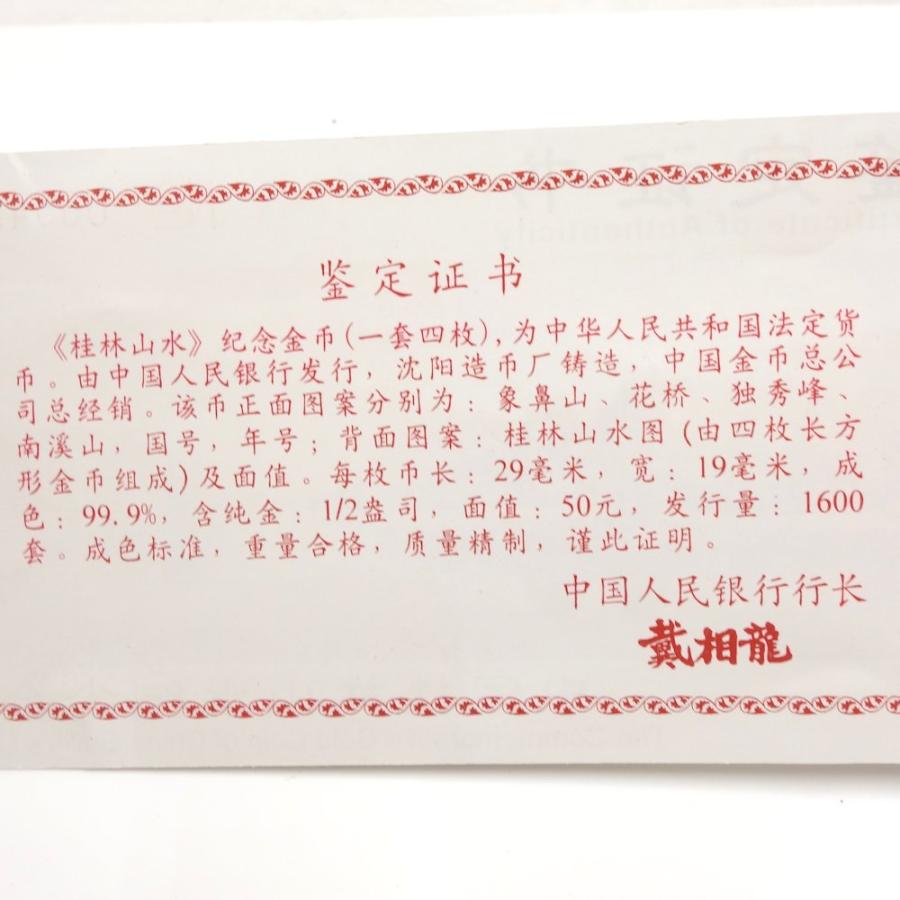 鉴定证书
《桂林山水》纪念金币(一套四枚),为中华人民共和国法定货
币。由中国人民银行发行,沈阳造币厂铸造,中国金币总公
司总经销。该币正面图案分别为:象鼻山、花桥、独秀峰、
南溪山,国号,年号;背面图案:桂林山水图(由四枚长方
形金币组成)及面值。每枚币长:29毫米,宽:19毫米,成
色:99.9%,含纯金:1/2盎司,面值:50元,发行量:1600
套。成色标准,重量合格,质量精制,谨此证明。
中国人民银行行长
戴相龍